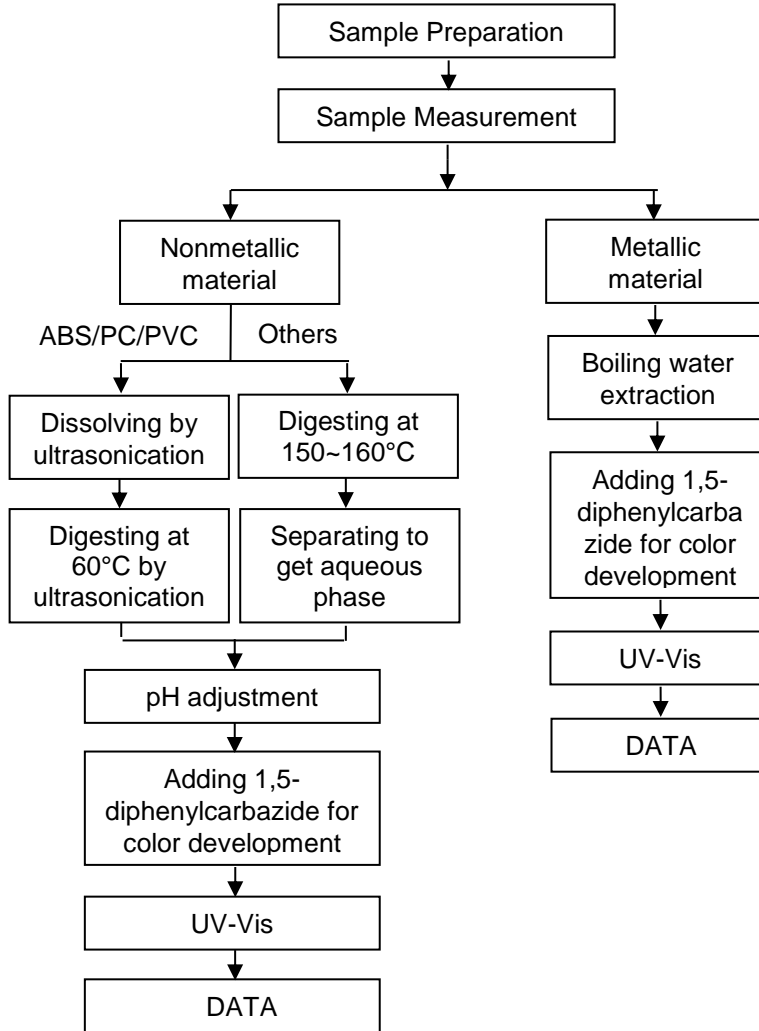 Sample Preparation
Sample Measurement
Nonmetallic
material
ABS/PC/PVC
Others
Dissolving by
ultrasonication
Digesting at
150~160°C
Digesting at
60°C by
ultrasonication
Separating to
get aqueous
phase
pH adjustment
Adding 1,5-
diphenylcarbazide for
color development
UV-Vis
DATA
Metallic
material
Boiling water
extraction
Adding 1,5-
diphenylcarba
zide for color
development
UV-Vis
DATA